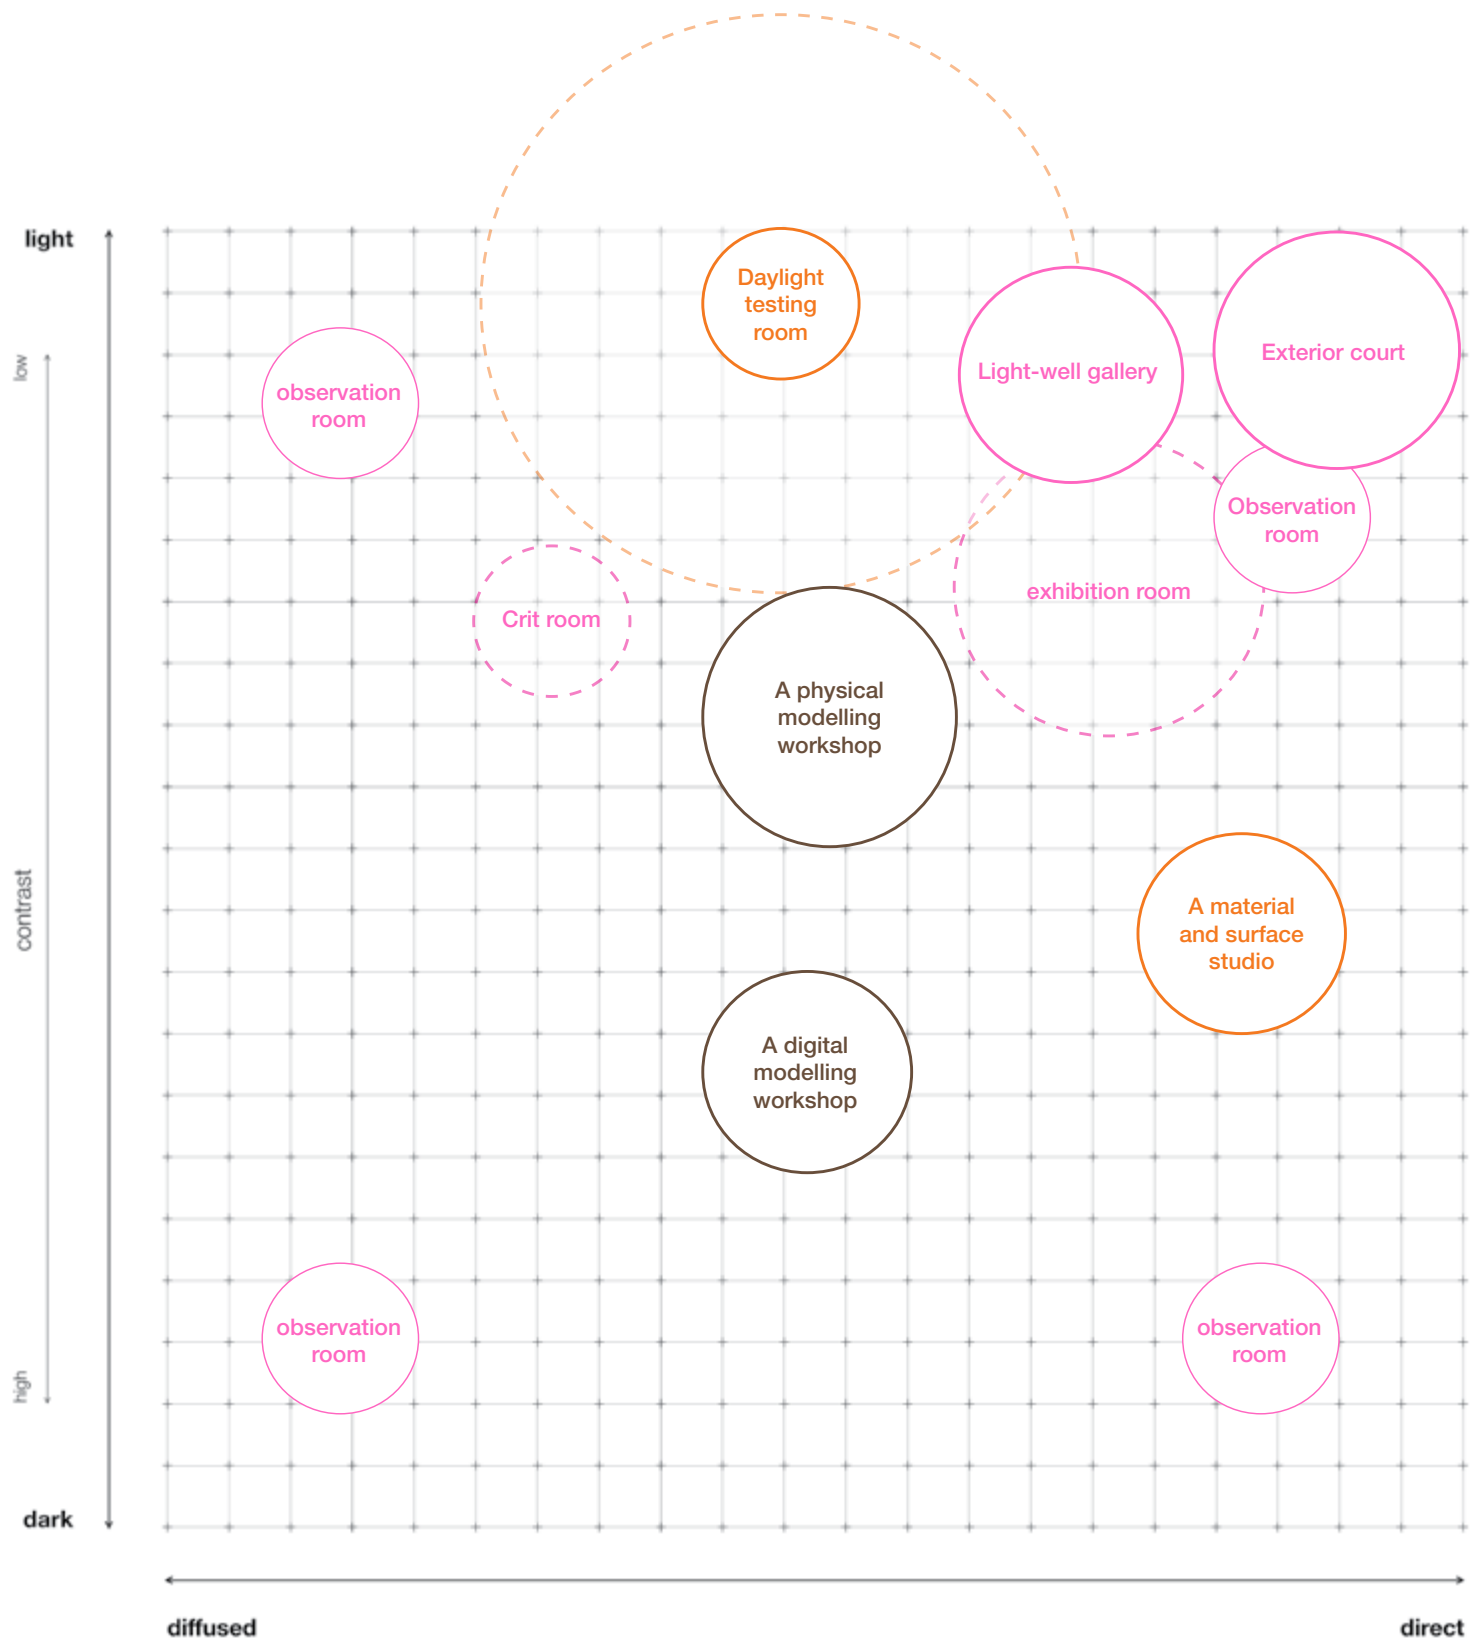 light
Daylight
testing
room
low
observation
room
Light-well gallery
Exterior court
Observation
room
Crit room
exhibition room
A physical
modelling
workshop
contrast
A material
and surface
studio
A digital
modelling
workshop
observation
room
observation
room
high
dark
diffused
direct